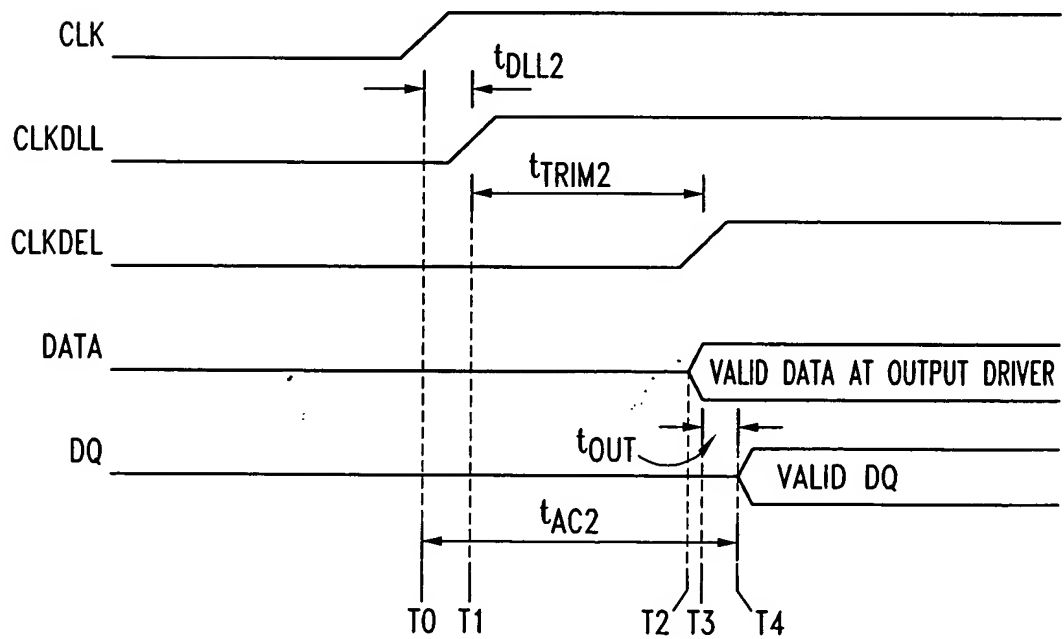 CLK
tDLL2
CLKDLL
tTRIM2
CLKDEL
DATA
VALID DATA AT OUTPUT DRIVER
tOUT
DQ
VALID DQ
tAC2
T0 T1 T2 T3 T4